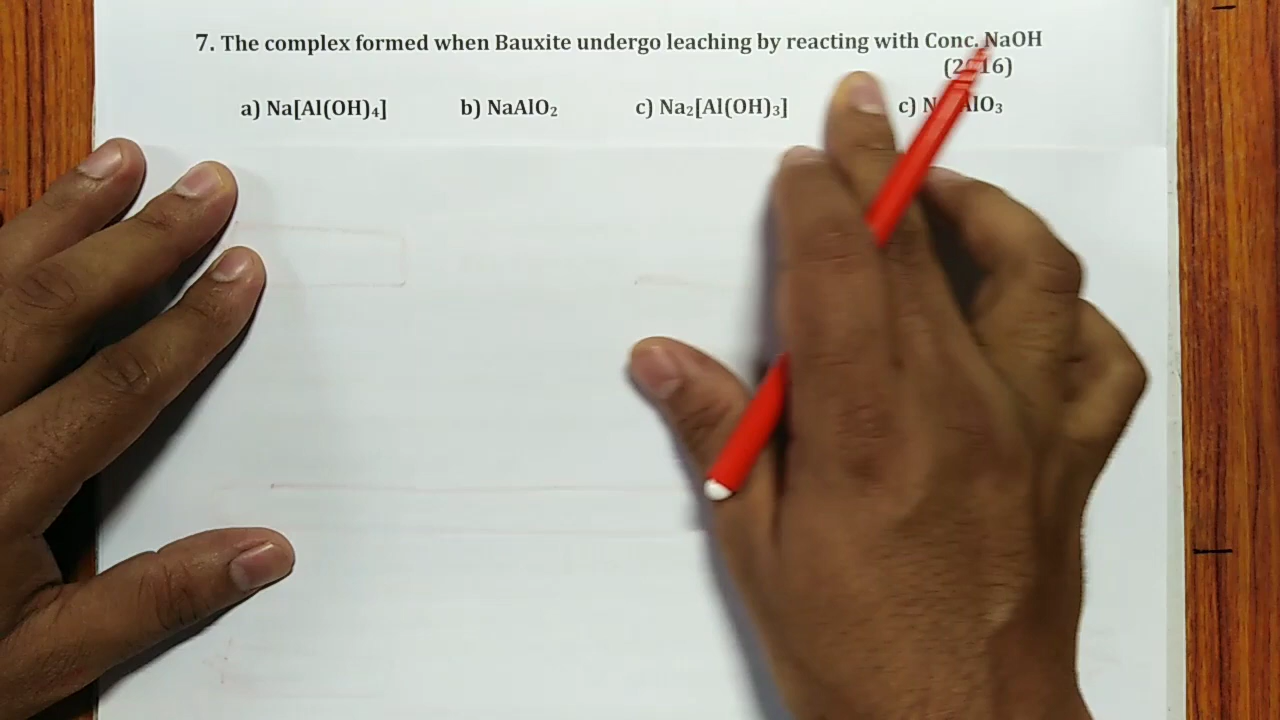 7. The complex formed when Bauxite undergo leaching by reacting with Conc. NaOH
(2016)
a) Na[Al(OH)₄] b) NaAlO₂ c) Na₂[Al(OH)₃] c)